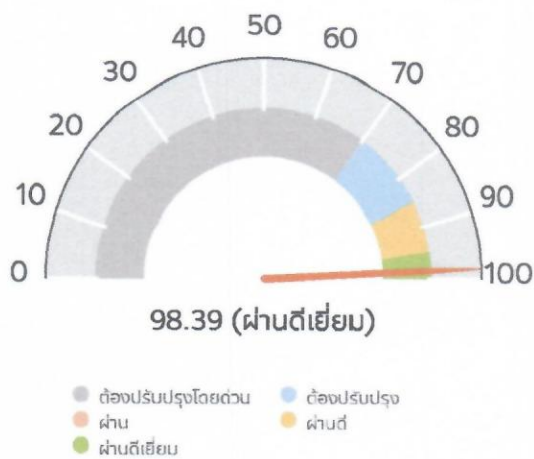 50
40 60
30 70
20 80
10 90
0 100
98.39 (ผ่านดีเยี่ยม)
ต้องปรับปรุงโดยด่วน ต้องปรับปรุง
ผ่าน ผ่านดี
ผ่านดีเยี่ยม